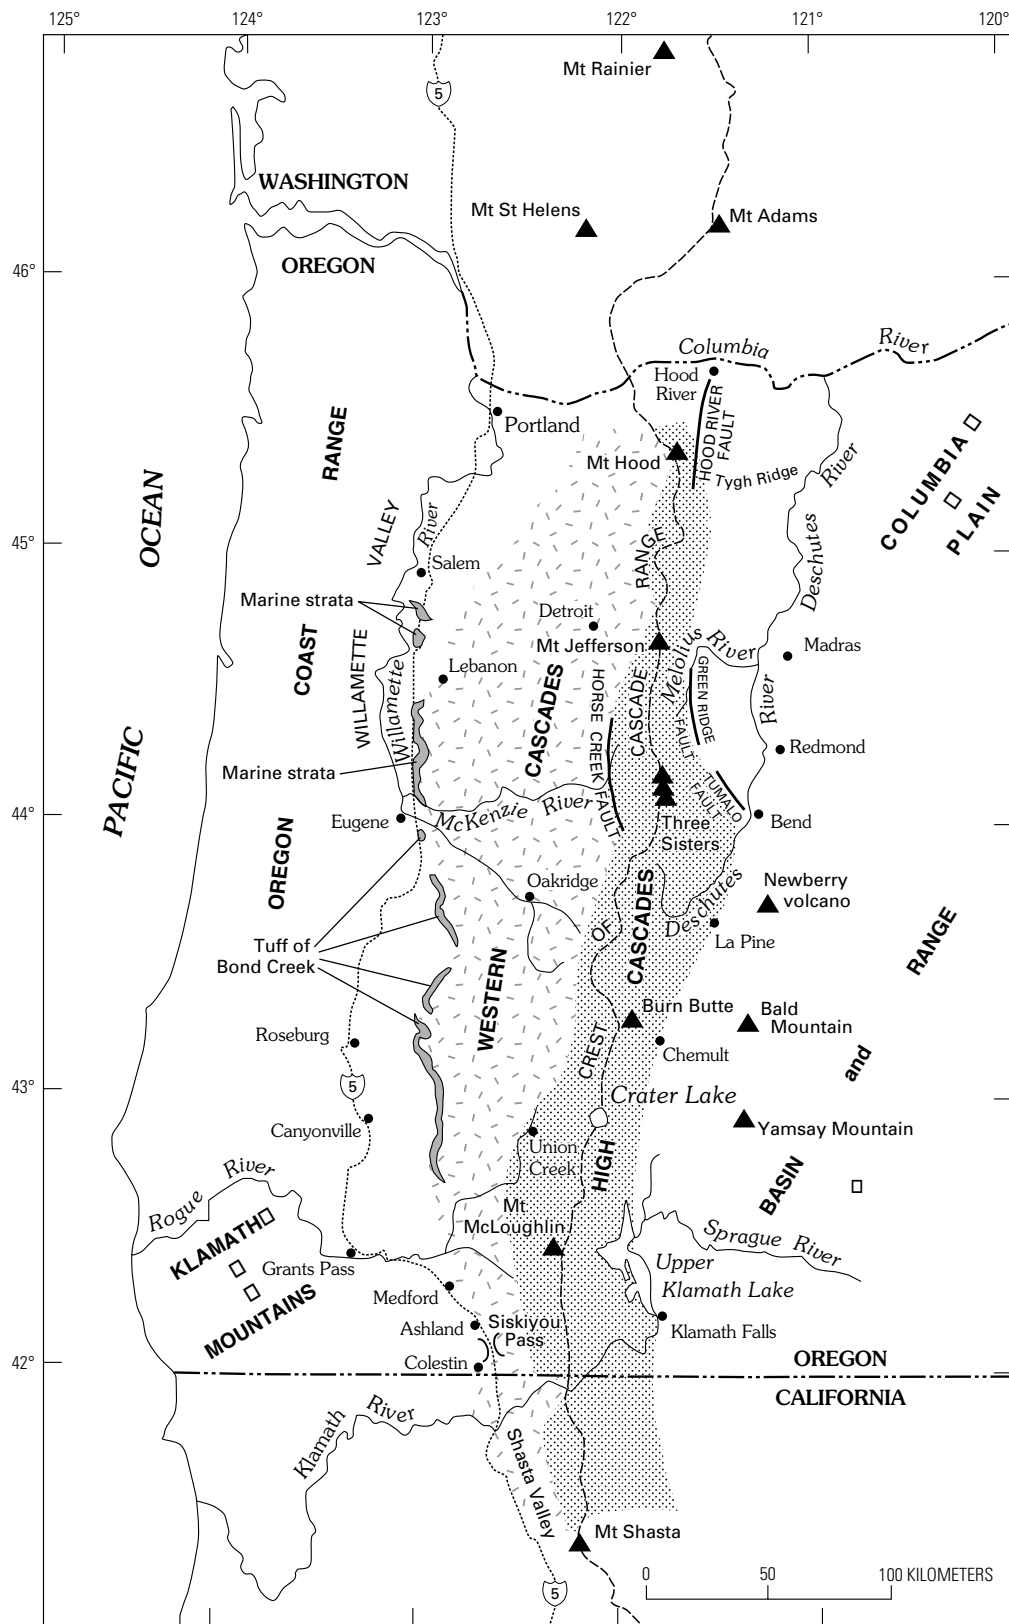 125°
124°
123°
122°
121°
120°
Mt Rainier
5
WASHINGTON
Mt St Helens
Mt Adams
46°
OREGON
Columbia
River
Hood
River
HOOD RIVER
FAULT
Portland
Mt Hood
Tygh Ridge
River
Deschutes
COLUMBIA
PLAIN
RANGE
COAST
OREGON
PACIFIC
OCEAN
45°
VALLEY
WILLAMETTE
River
Willamette
Salem
Marine strata
RANGE
Detroit
Mt Jefferson
Melolius River
Madras
Lebanon
CASCADES
HORSE CREEK FAULT
CASCADE
GREEN RIDGE
FAULT
River
Redmond
Marine strata
TUMALO
FAULT
44°
Eugene
McKenzie River
Three
Sisters
Bend
Oakridge
CASCADES
Deschutes
Newberry
volcano
La Pine
OF
Tuff of
Bond Creek
WESTERN
RANGE
Burn Butte
Bald
Mountain
Roseburg
CREST
Chemult
and
43°
5
Crater Lake
Canyonville
Union
Creek
HIGH
Yamsay Mountain
BASIN
Rogue River
Mt
McLoughlin
Sprague River
KLAMATH
MOUNTAINS
Grants Pass
Upper
Klamath Lake
Medford
Ashland
Siskiyou
Pass
Klamath Falls
Colestin
42°
OREGON
CALIFORNIA
Klamath River
Shasta Valley
Mt Shasta
5
0
50
100 KILOMETERS